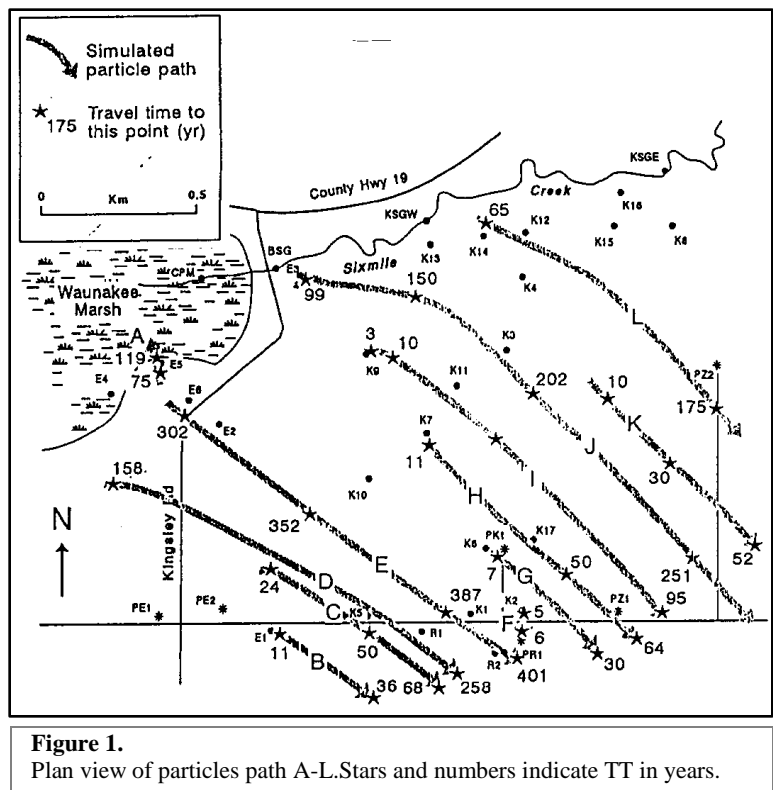 Simulated
particle path
175
Travel time to
this point (yr)
0 0.5
Km
County Hwy 19
KSGE
Creek
KSGW
65
K12
K16
K15
K6
K14
K13
Sixmile
BSG
CPM
E3
4
99
150
K4
Waunakee
Marsh
A
119
75
E5
E4
3
10
K9
K11
K3
L
PZ2
202
10
K
175
E6
302
E2
K7
11
30
158
K10
H
I
J
N
Kingsley Rd
352
K6
PK1
K17
52
7
G
50
251
PE1
PE2
24
D
E
387
K1
K2
5
PZ1
95
C
K5
F
6
64
E1
11
50
R1
R2
PR1
30
B
36
68
258
401
Figure 1.
Plan view of particles path A-L.Stars and numbers indicate TT in years.